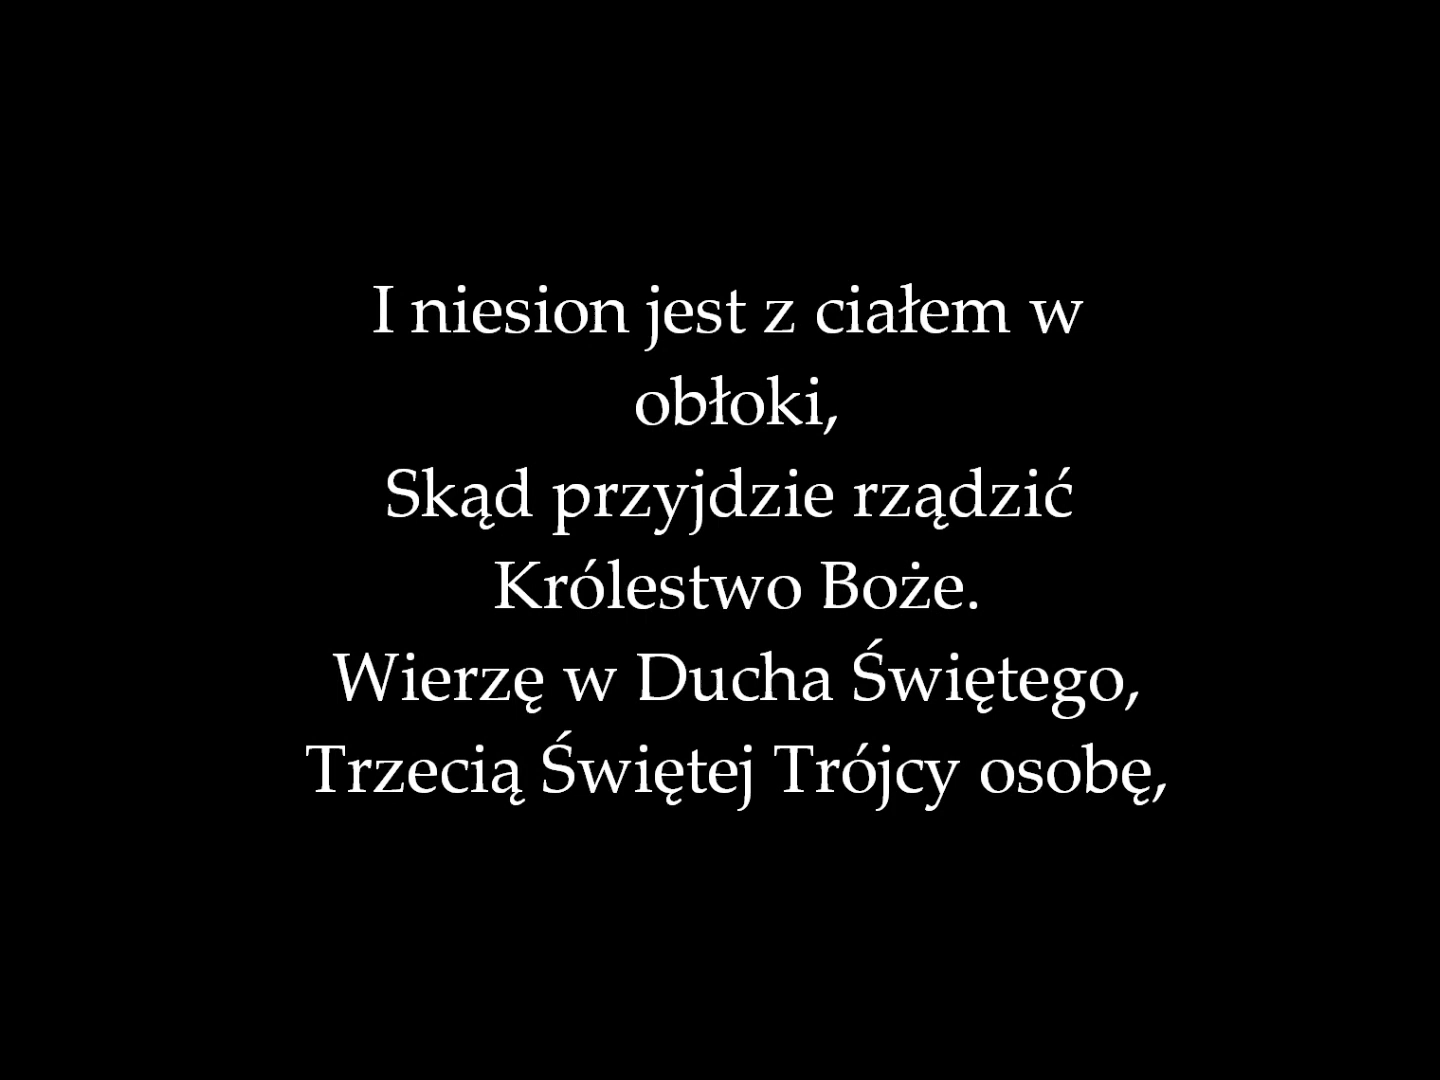 I niesion jest z ciałem w
obłoki,
Skąd przyjdzie rządzić
Królestwo Boże.
Wierzę w Ducha Świętego,
Trzecią Świętej Trójcy osobę,